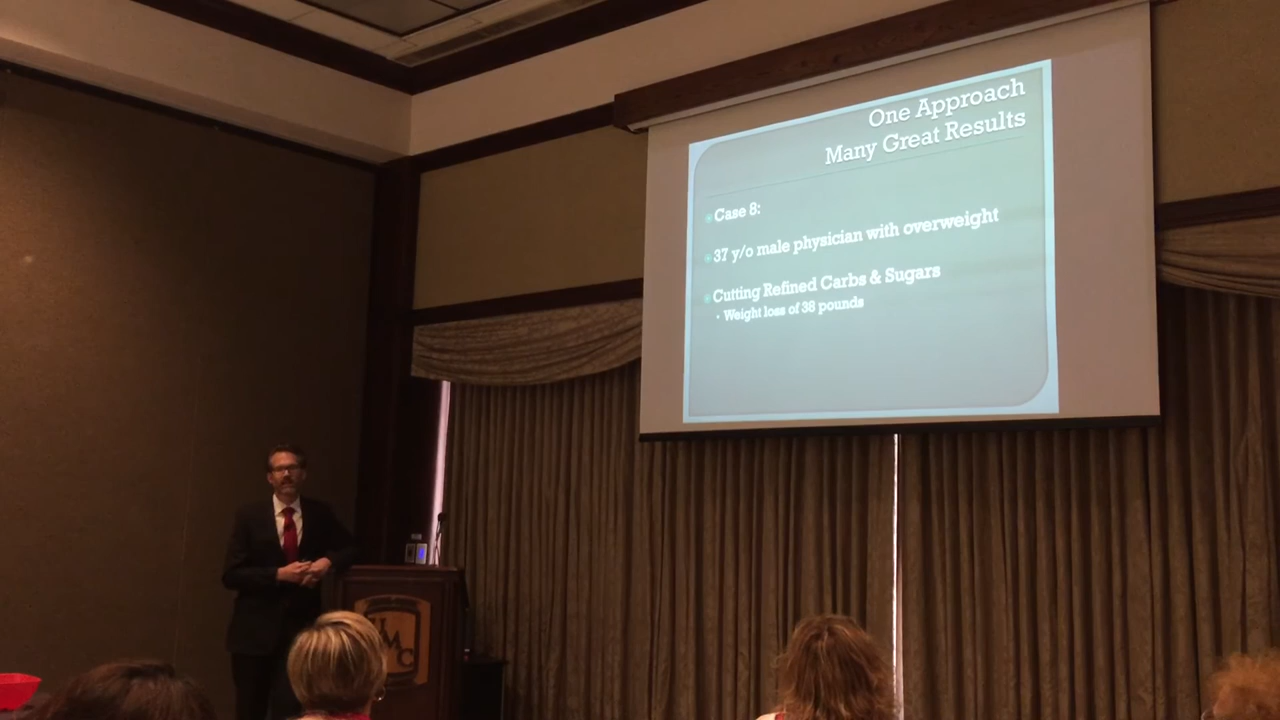 One Approach
Many Great Results
Case 8:
37 y/o male physician with overweight
Cutting Refined Carbs & Sugars
Weight loss of 38 pounds